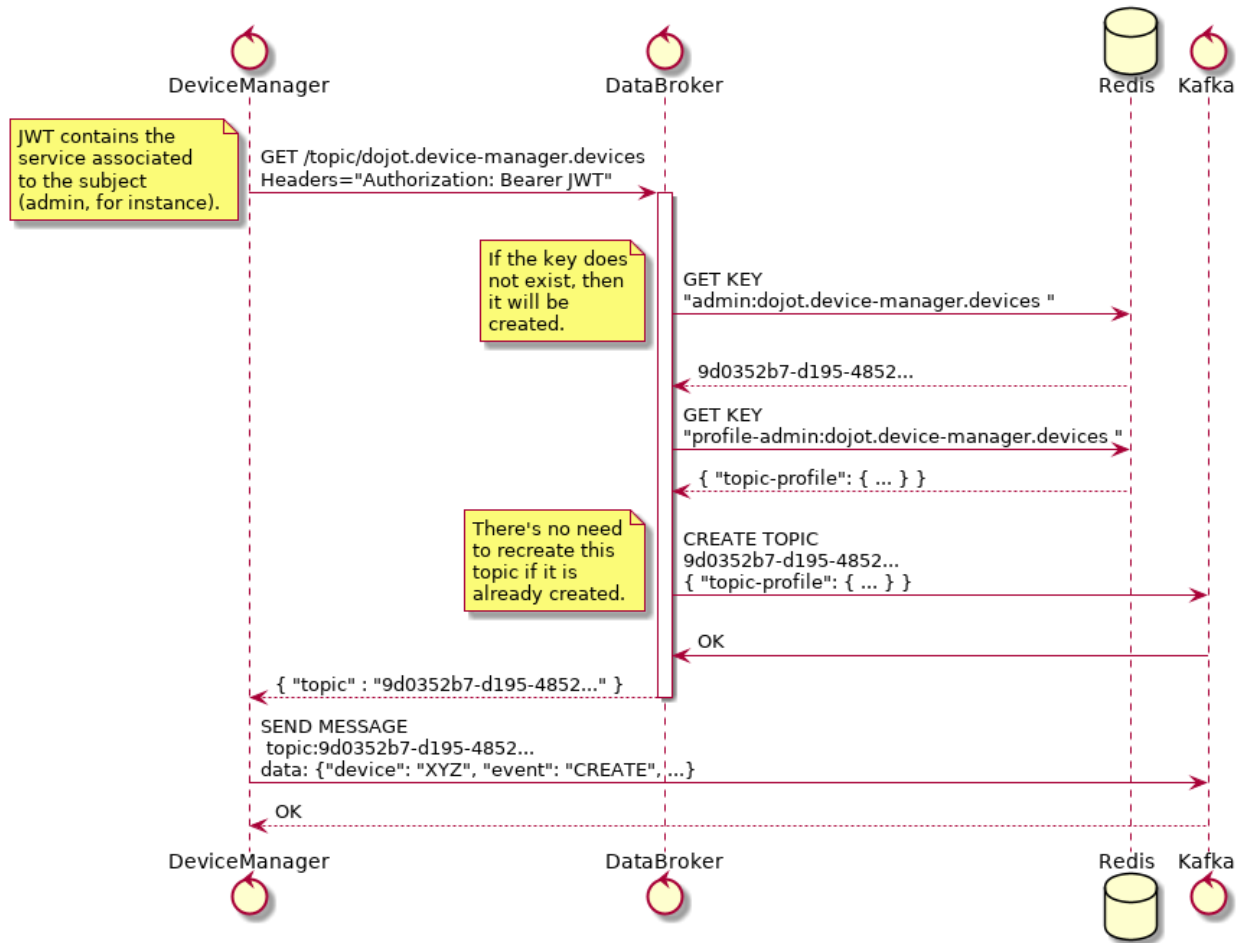 DeviceManager
DataBroker
Redis
Kafka
JWT contains the
service associated
to the subject
(admin, for instance).
GET /topic/dojot.device-manager.devices
Headers="Authorization: Bearer JWT"
If the key does
not exist, then
it will be
created.
GET KEY
"admin:dojot.device-manager.devices "
9d0352b7-d195-4852...
GET KEY
"profile-admin:dojot.device-manager.devices "
{ "topic-profile": { ... } }
There's no need
to recreate this
topic if it is
already created.
CREATE TOPIC
9d0352b7-d195-4852...
{ "topic-profile": { ... } }
OK
{ "topic" : "9d0352b7-d195-4852..." }
SEND MESSAGE
topic:9d0352b7-d195-4852...
data: {"device": "XYZ", "event": "CREATE", ...}
OK
DeviceManager
DataBroker
Redis
Kafka